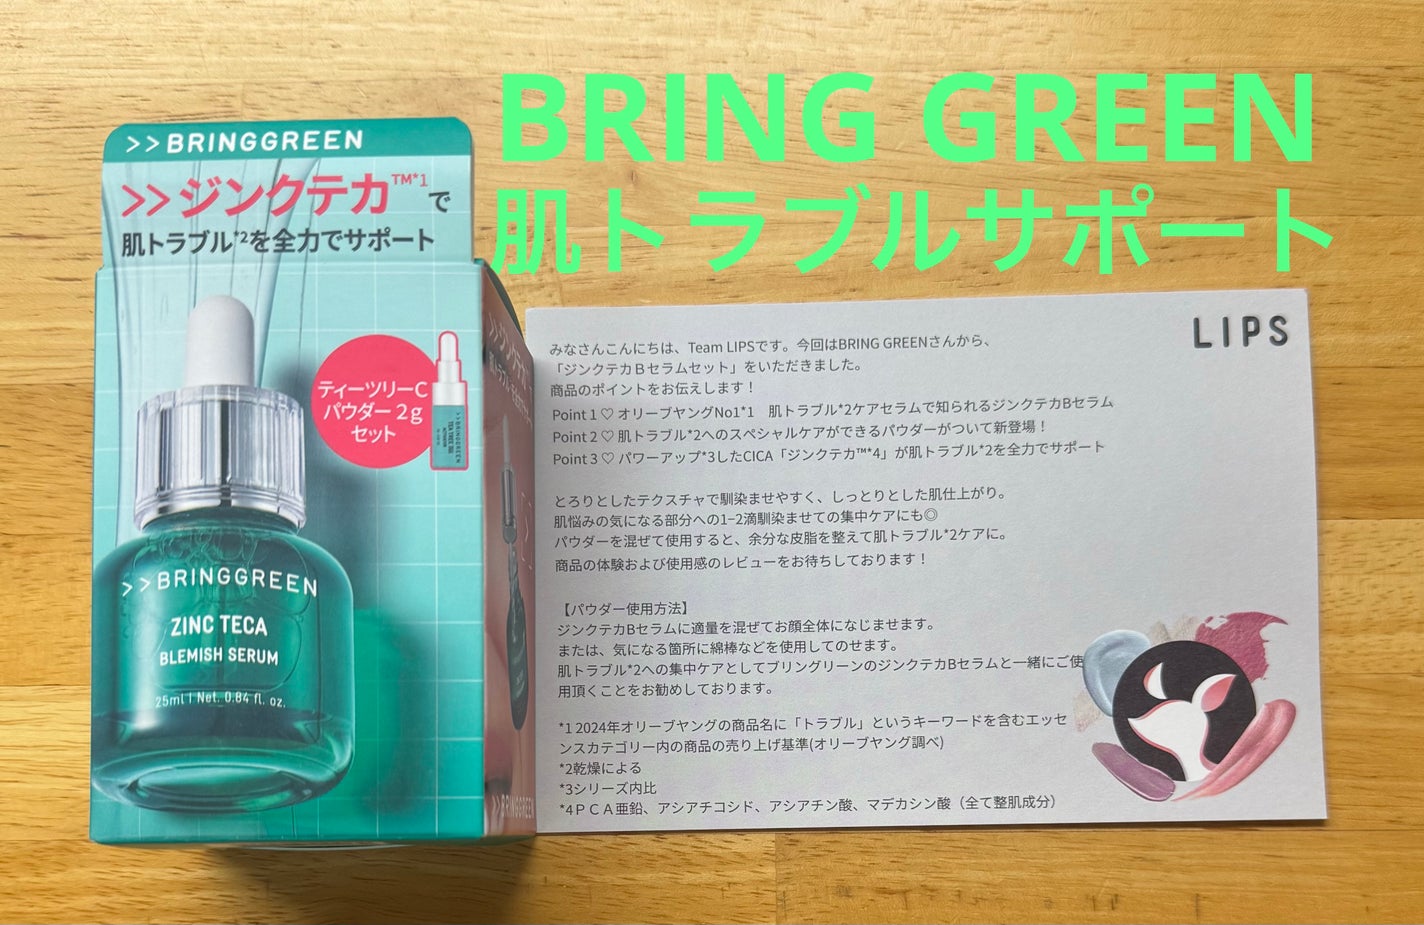 BRING GREEN
肌トラブルサポート
>>BRINGGREEN
>>ジンクテカ™*1で
肌トラブル*2を全力でサポート
ティーツリーC
パウダー 2g
セット
>>BRINGGREEN
ZINC TECA
BLEMISH SERUM
25ml | Net. 0.84 fl. oz.
>>BRINGGREEN
LIPS
みなさんこんにちは、Team LIPSです。今回はBRING GREENさんから、
「ジンクテカBセラムセット」をいただきました。
商品のポイントをお伝えします！
Point 1 ♡ オリーブヤングNo1*1　肌トラブル*2ケアセラムで知られるジンクテカBセラム
Point 2 ♡ 肌トラブル*2へのスペシャルケアができるパウダーがついて新登場！
Point 3 ♡ パワーアップ*3したCICA「ジンクテカ™*4」が肌トラブル*2を全力でサポート
とろりとしたテクスチャで馴染ませやすく、しっとりとした肌仕上がり。
肌悩みの気になる部分への1−2滴馴染ませての集中ケアにも◎
パウダーを混ぜて使用すると、余分な皮脂を整えて肌トラブル*2ケアに。
商品の体験および使用感のレビューをお待ちしております！
【パウダー使用方法】
ジンクテカBセラムに適量を混ぜてお顔全体になじませます。
または、気になる箇所に綿棒などを使用してのせます。
肌トラブル*2への集中ケアとしてブリングリーンのジンクテカBセラムと一緒にご使
用頂くことをお勧めしております。
*1 2024年オリーブヤングの商品名に「トラブル」というキーワードを含むエッセ
ンスカテゴリー内の商品の売り上げ基準(オリーブヤング調べ)
*2乾燥による
*3シリーズ内比
*4ＰＣＡ亜鉛、アシアチコシド、アシアチン酸、マデカシン酸（全て整肌成分）